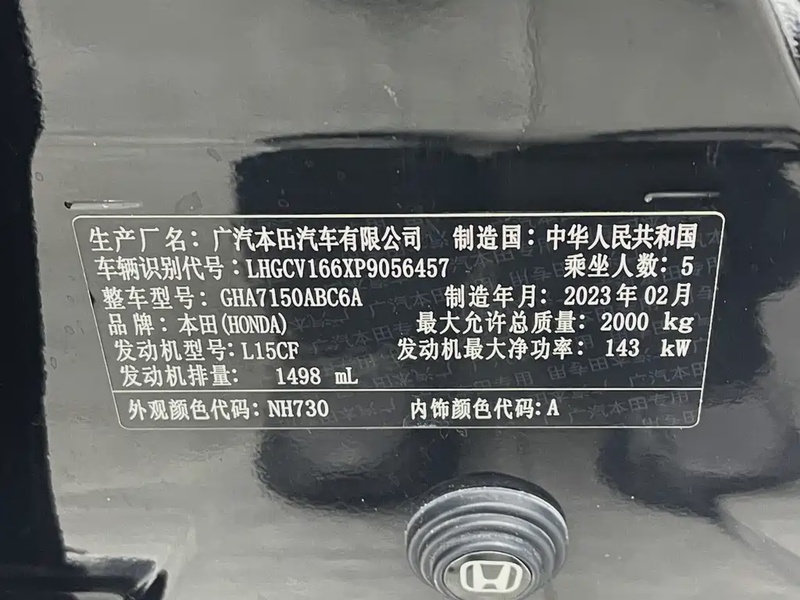 生产厂名：广汽本田汽车有限公司 制造国：中华人民共和国
车辆识别代号：LHGCV166XP9056457 乘坐人数：5
整车型号：GHA7150ABC6A 制造年月：2023年02月
品牌：本田(HONDA) 最大允许总质量：2000 kg
发动机型号：L15CF 发动机最大净功率：143 kW
发动机排量： 1498 mL
外观颜色代码：NH730 内饰颜色代码：A